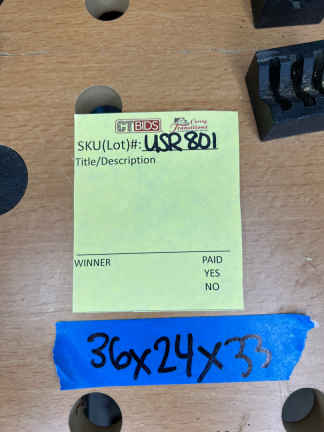 CTBIDS Caring Transitions
SKU(Lot)#: USR 801
Title/Description
WINNER PAID
YES
NO
36x24x33